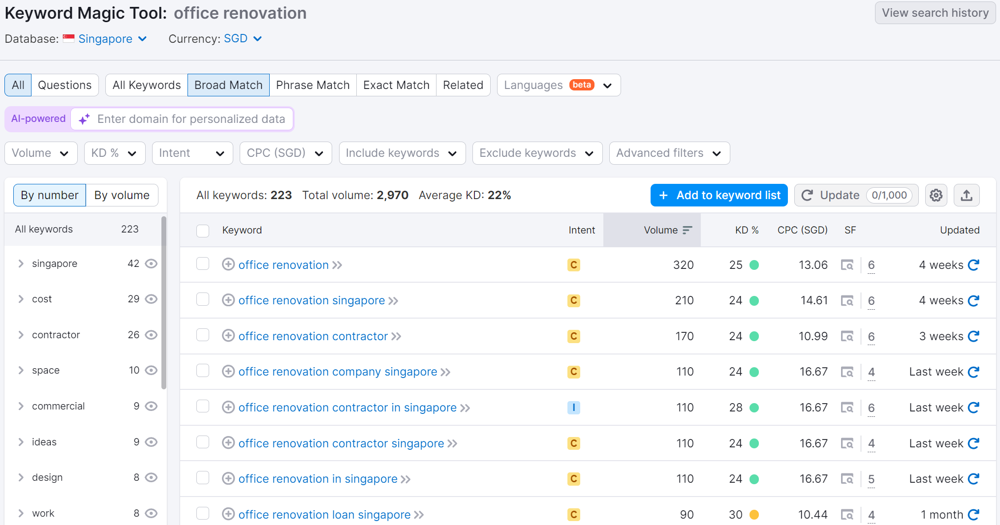 Keyword Magic Tool: office renovation
View search history
Database: Singapore Currency: SGD
All Questions All Keywords Broad Match Phrase Match Exact Match Related Languages beta
AI-powered Enter domain for personalized data
Volume KD % Intent CPC (SGD) Include keywords Exclude keywords Advanced filters
By number By volume
All keywords 223
singapore 42
cost 29
contractor 26
space 10
commercial 9
ideas 9
design 8
work 8
All keywords: 223 Total volume: 2,970 Average KD: 22%
+ Add to keyword list Update 0/1,000
Keyword Intent Volume KD % CPC (SGD) SF Updated
office renovation C 320 25 13.06 6 4 weeks
office renovation singapore C 210 24 14.61 6 4 weeks
office renovation contractor C 170 24 10.99 6 3 weeks
office renovation company singapore C 110 24 16.67 4 Last week
office renovation contractor in singapore I 110 28 16.67 6 Last week
office renovation contractor singapore C 110 24 16.67 4 Last week
office renovation in singapore C 110 24 16.67 5 Last week
office renovation loan singapore C 90 30 10.44 4 1 month